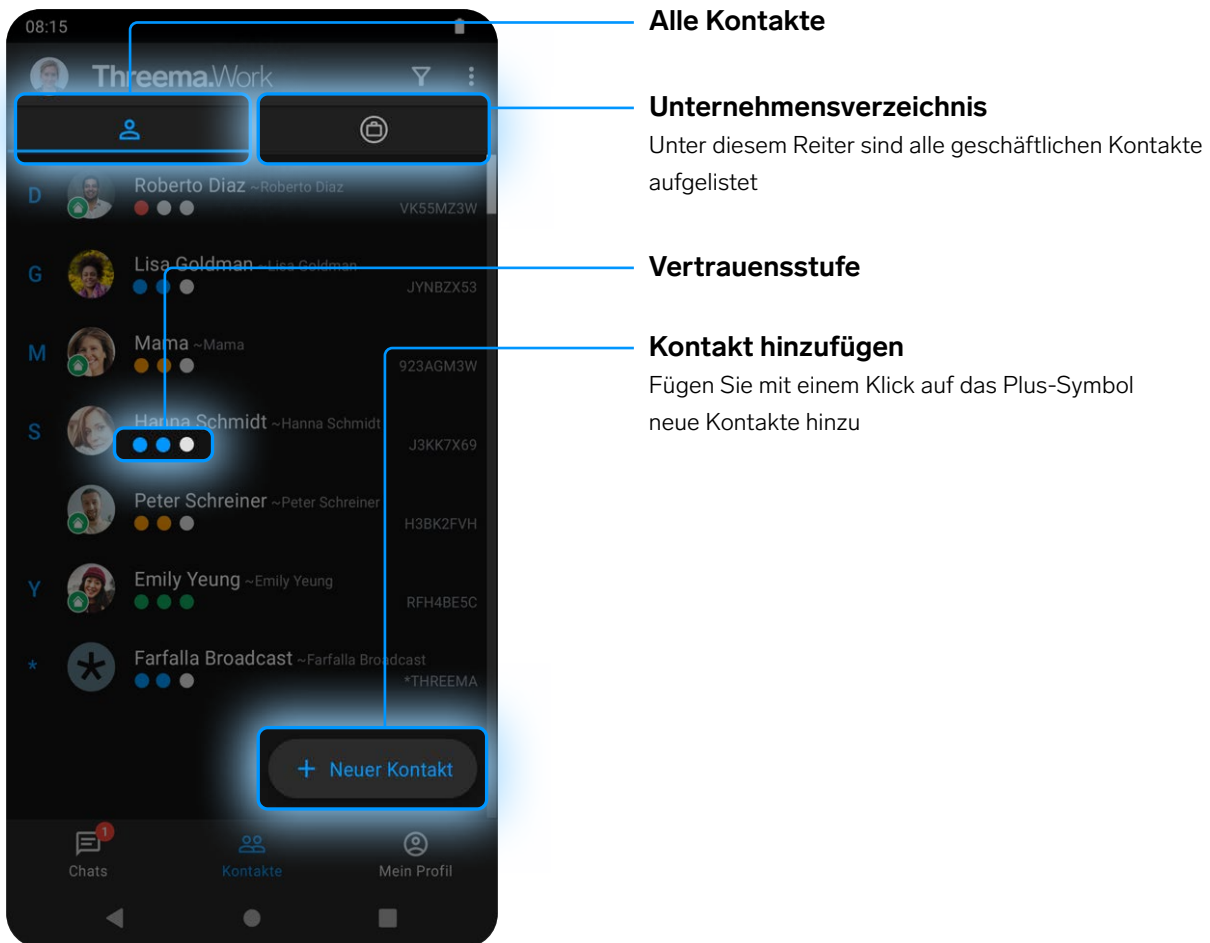 08:15
Threema.Work
D
Roberto Diaz ~Roberto Diaz
VK55MZ3W
G
Lisa Goldman ~Lisa Goldman
JYNBZX53
M
Mama ~Mama
923AGM3W
S
Hanna Schmidt ~Hanna Schmidt
J3KK7X69
Peter Schreiner ~Peter Schreiner
H3BK2FVH
Y
Emily Yeung ~Emily Yeung
RFH4BE5C
*
Farfalla Broadcast ~Farfalla Broadcast
*THREEMA
+ Neuer Kontakt
1
Chats
Kontakte
Mein Profil
Alle Kontakte
Unternehmensverzeichnis
Unter diesem Reiter sind alle geschäftlichen Kontakte
aufgelistet
Vertrauensstufe
Kontakt hinzufügen
Fügen Sie mit einem Klick auf das Plus-Symbol
neue Kontakte hinzu